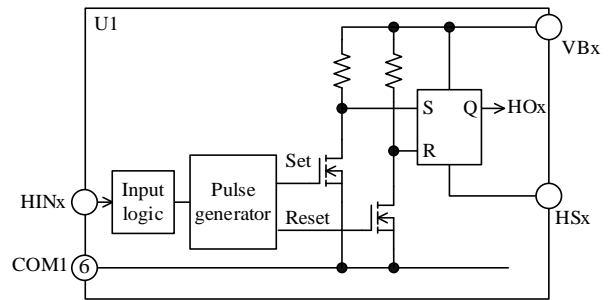 U1
VBx
S
Q
HOx
R
Set
Input
logic
Pulse
generator
HINx
Reset
HSx
COM1
6